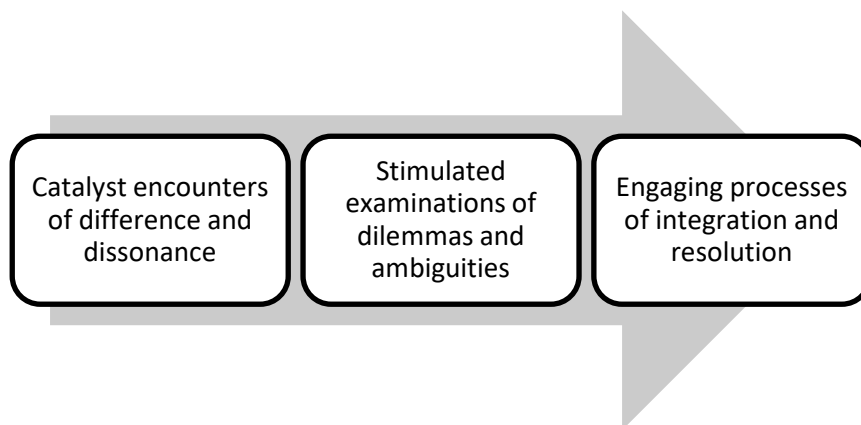 Catalyst encounters
of difference and
dissonance
Stimulated
examinations of
dilemmas and
ambiguities
Engaging processes
of integration and
resolution